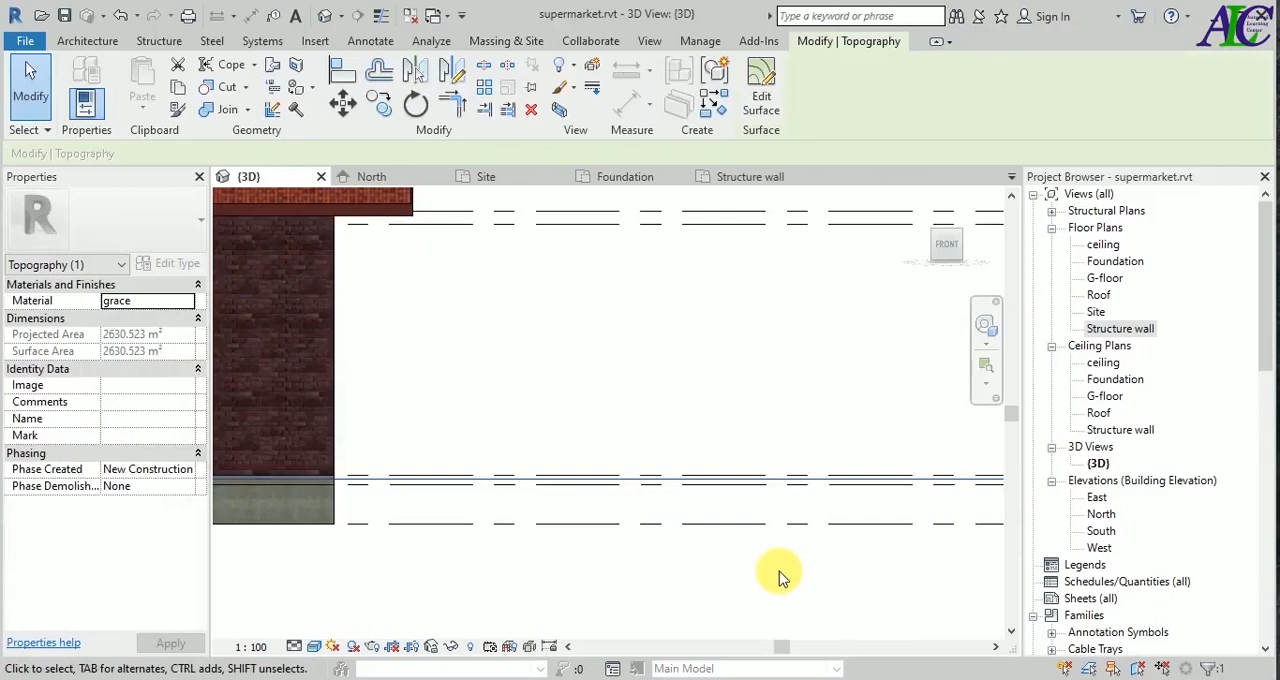 supermarket.rvt - 3D View: {3D}
Type a keyword or phrase
Sign In
ALC
File
Architecture
Structure
Steel
Systems
Insert
Annotate
Analyze
Massing & Site
Collaborate
View
Manage
Add-Ins
Modify | Topography
Modify
Paste
Cope
Cut
Join
Edit
Surface
Select
Properties
Clipboard
Geometry
Modify
View
Measure
Create
Surface
Modify | Topography
Properties
{3D}
North
Site
Foundation
Structure wall
Project Browser - supermarket.rvt
Topography (1)
Edit Type
Materials and Finishes
Material grace
Dimensions
Projected Area 2630.523 m²
Surface Area 2630.523 m²
Identity Data
Image
Comments
Name
Mark
Phasing
Phase Created New Construction
Phase Demolish... None
Properties help
Apply
FRONT
Views (all)
Structural Plans
Floor Plans
ceiling
Foundation
G-floor
Roof
Site
Structure wall
Ceiling Plans
ceiling
Foundation
G-floor
Roof
Structure wall
3D Views
{3D}
Elevations (Building Elevation)
East
North
South
West
Legends
Schedules/Quantities (all)
Sheets (all)
Families
Annotation Symbols
Cable Trays
1 : 100
Click to select, TAB for alternates, CTRL adds, SHIFT unselects.
:0
Main Model
:1